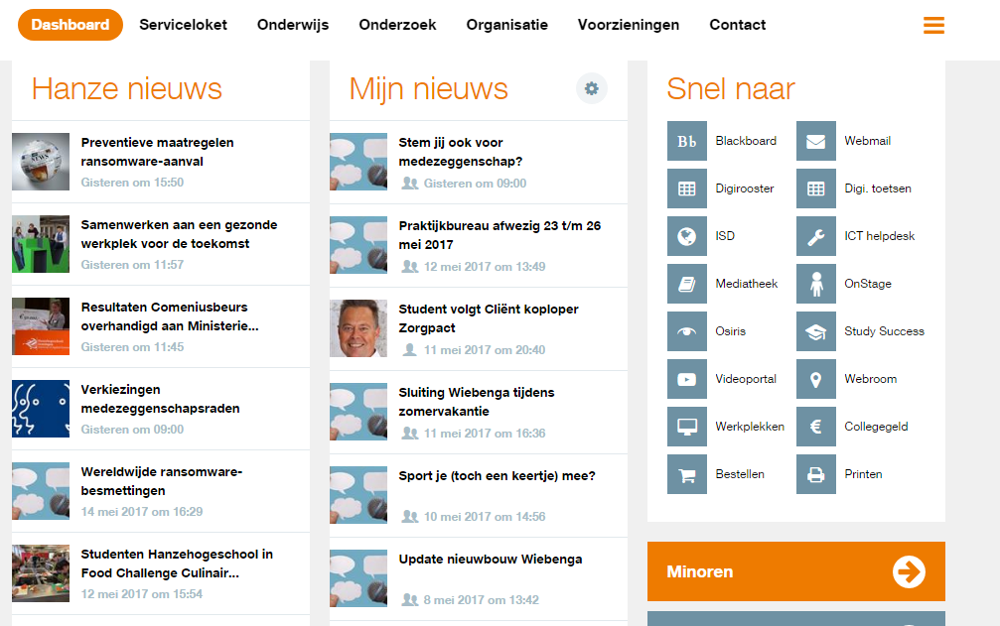 Dashboard
Serviceloket
Onderwijs
Onderzoek
Organisatie
Voorzieningen
Contact
Hanze nieuws
Preventieve maatregelen
ransomware-aanval
Gisteren om 15:50
Samenwerken aan een gezonde
werkplek voor de toekomst
Gisteren om 11:57
Resultaten Comeniusbeurs
overhandigd aan Ministerie...
Gisteren om 11:45
Verkiezingen
medezeggenschapsraden
Gisteren om 09:00
Wereldwijde ransomware-
besmettingen
14 mei 2017 om 16:29
Studenten Hanzehogeschool in
Food Challenge Culinair...
12 mei 2017 om 15:54
Mijn nieuws
Stem jij ook voor
medezeggenschap?
Gisteren om 09:00
Praktijkbureau afwezig 23 t/m 26
mei 2017
12 mei 2017 om 13:49
Student volgt Cliënt koploper
Zorgpact
11 mei 2017 om 20:40
Sluiting Wiebenga tijdens
zomervakantie
11 mei 2017 om 16:36
Sport je (toch een keertje) mee?
10 mei 2017 om 14:56
Update nieuwbouw Wiebenga
8 mei 2017 om 13:42
Snel naar
Bb
Blackboard
Webmail
Digirooster
Digi. toetsen
ISD
ICT helpdesk
Mediatheek
OnStage
Osiris
Study Success
Videoportal
Webroom
Werkplekken
€
Collegegeld
Bestellen
Printen
Minoren